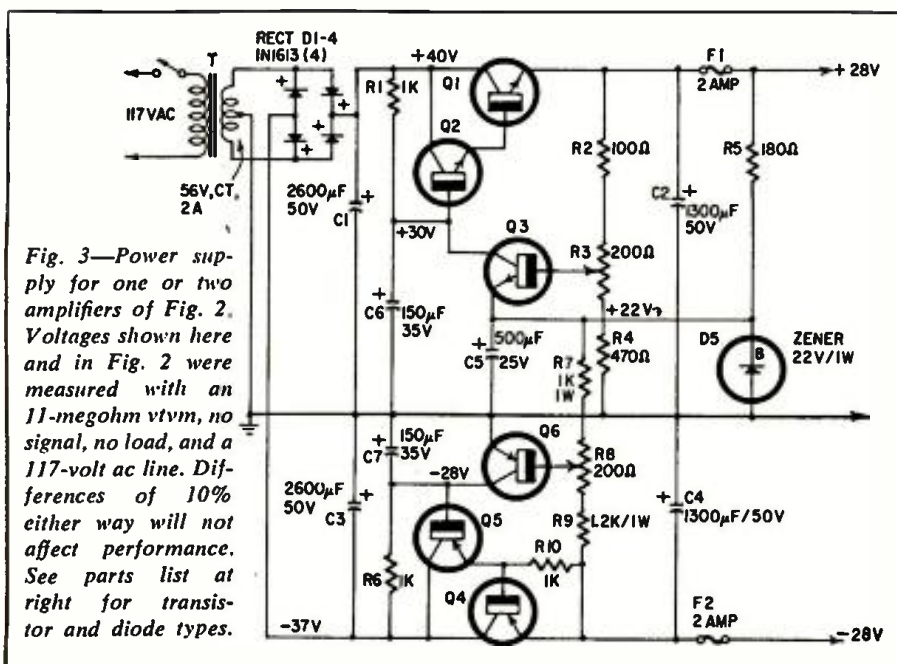 RECT D1-4
IN1613 (4)
T
117VAC
56V,CT,
2A
+40V
R1
1K
Q1
Q2
F1
2 AMP
+28V
R2
100Ω
R5
180Ω
2600µF
50V
C1
+30V
Q3
C2
1300µF
50V
R3
200Ω
+22V
C6
150µF
35V
500µF
C5
25V
R7
1K
1W
R4
470Ω
D5
B
ZENER
22V/1W
150µF
35V
C7
Q6
-28V
R8
200Ω
2600µF
50V
C3
Q5
R9
1.2K/1W
C4
1300µF/50V
R6
1K
R10
1K
Q4
-37V
F2
2 AMP
-28V
Fig. 3—Power sup-
ply for one or two
amplifiers of Fig. 2.
Voltages shown here
and in Fig. 2 were
measured with an
11-megohm vtvm, no
signal, no load, and a
117-volt ac line. Dif-
ferences of 10%
either way will not
affect performance.
See parts list at
right for transis-
tor and diode types.